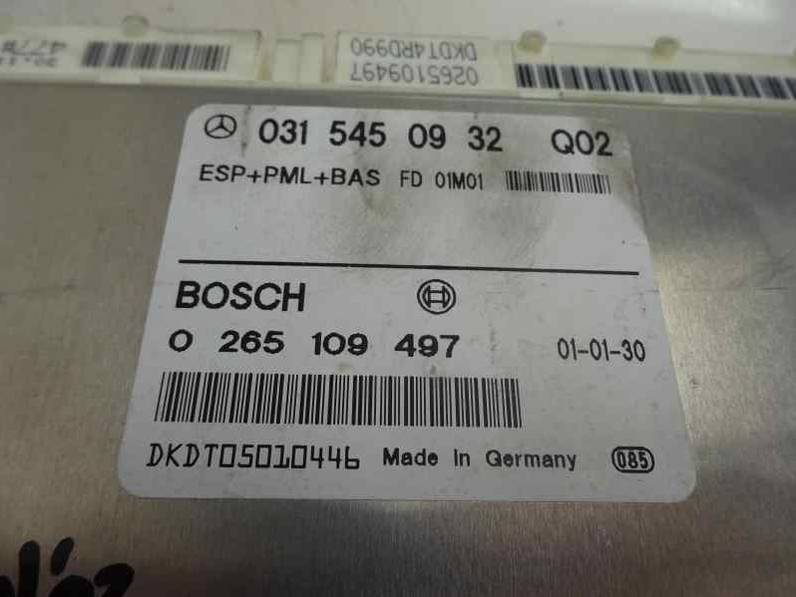 0265109497
DKDT4RD990
031 545 09 32 Q02
ESP+PML+BAS FD 01M01
BOSCH
0 265 109 497 01-01-30
DKDT05010446 Made In Germany 085